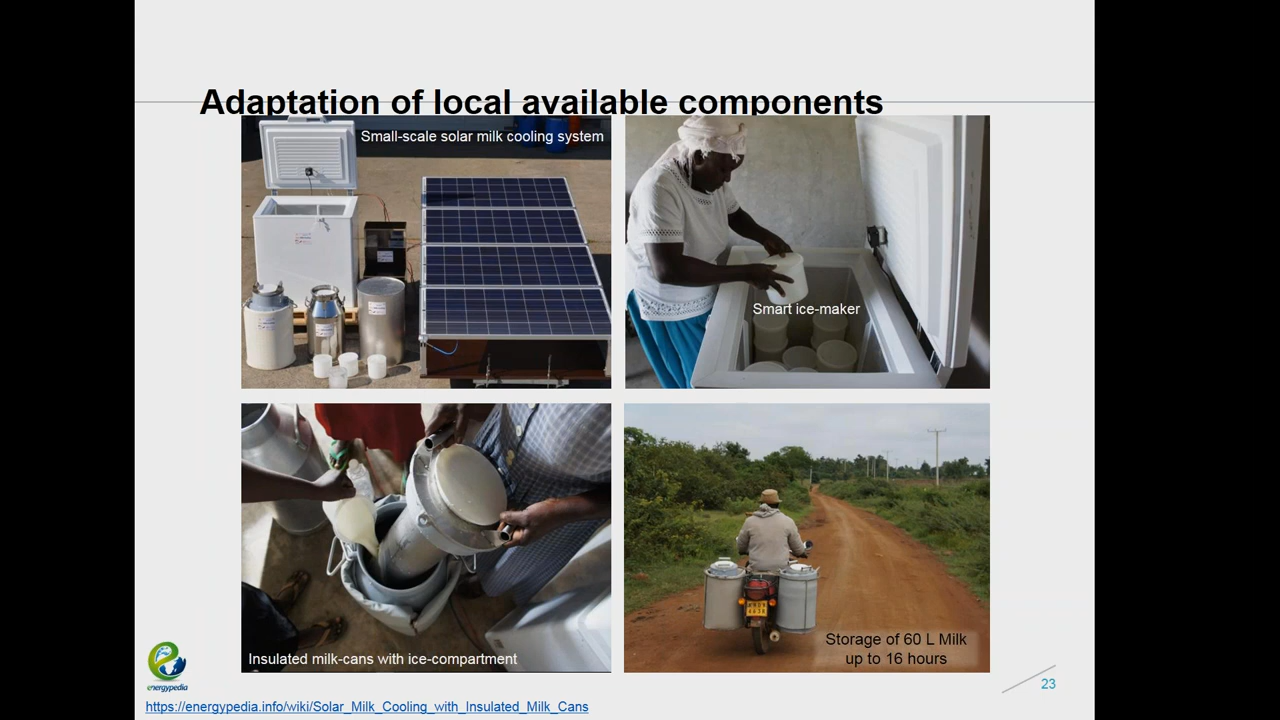 Adaptation of local available components
Small-scale solar milk cooling system
Smart ice-maker
Insulated milk-cans with ice-compartment
Storage of 60 L Milk
up to 16 hours
energypedia
23
https://energypedia.info/wiki/Solar_Milk_Cooling_with_Insulated_Milk_Cans